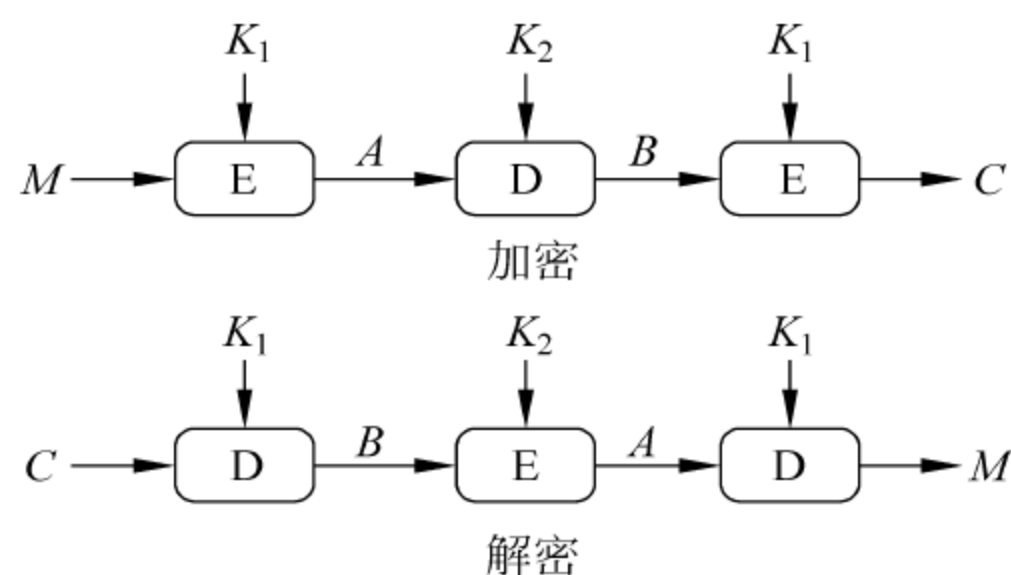 K₁ K₂ K₁
M E A D B E C
加密
K₁ K₂ K₁
C D B E A D M
解密